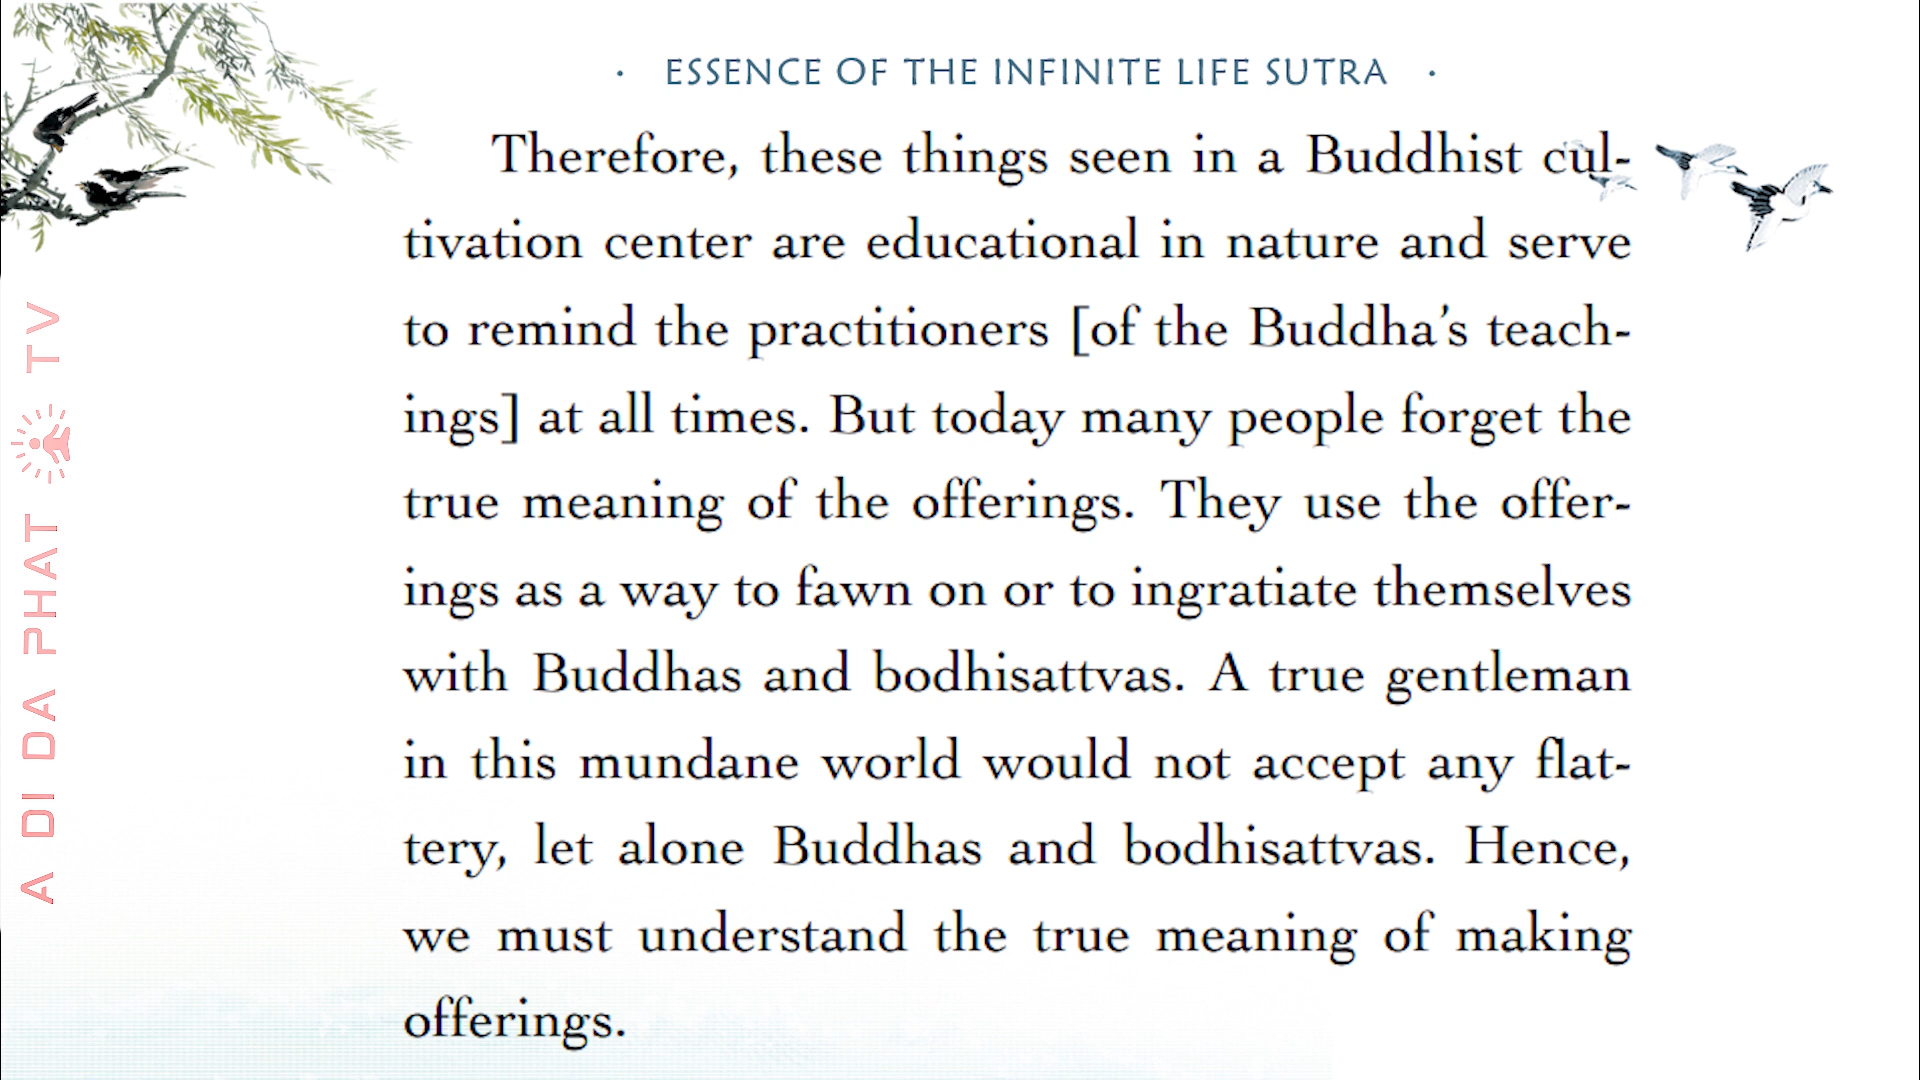 · ESSENCE OF THE INFINITE LIFE SUTRA ·
Therefore, these things seen in a Buddhist cul-
tivation center are educational in nature and serve
to remind the practitioners [of the Buddha’s teach-
ings] at all times. But today many people forget the
true meaning of the offerings. They use the offer-
ings as a way to fawn on or to ingratiate themselves
with Buddhas and bodhisattvas. A true gentleman
in this mundane world would not accept any flat-
tery, let alone Buddhas and bodhisattvas. Hence,
we must understand the true meaning of making
offerings.
A DI DA PHAT TV